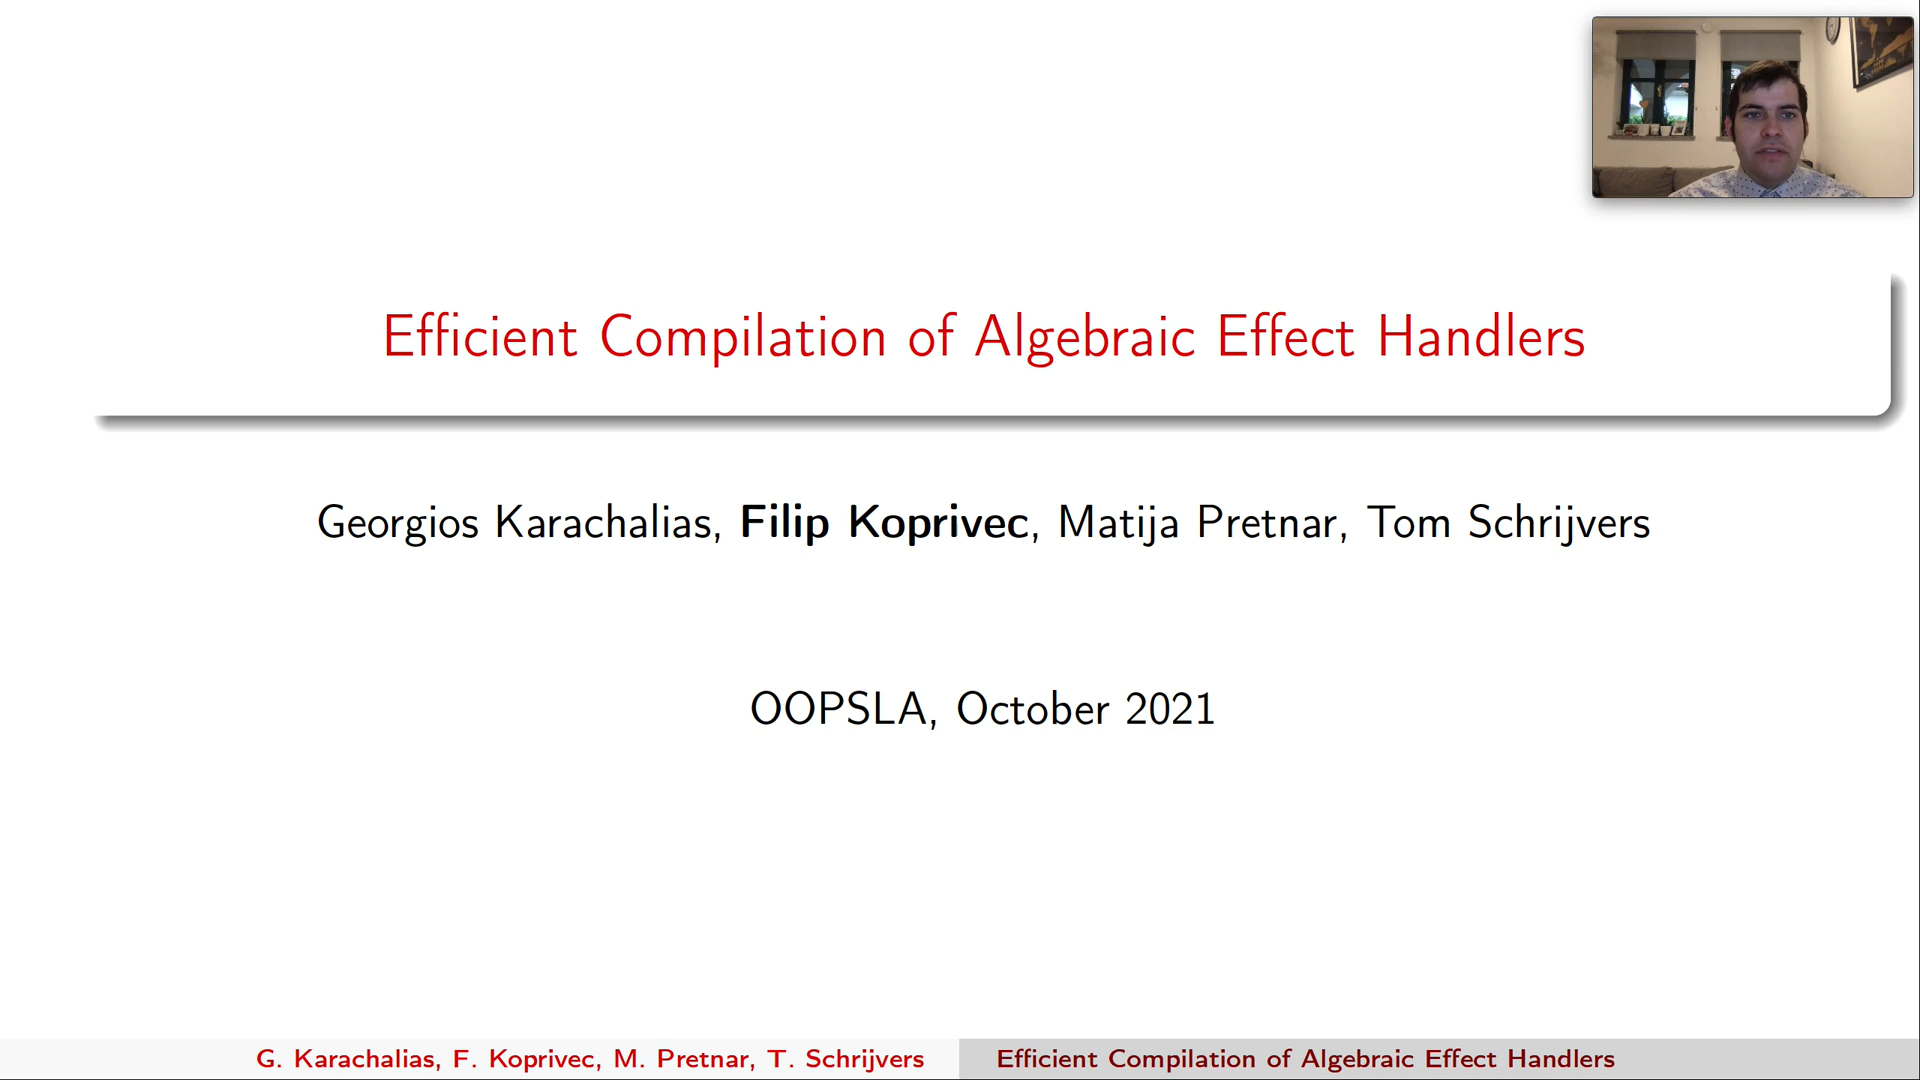 Efficient Compilation of Algebraic Effect Handlers
Georgios Karachalias, Filip Koprivec, Matija Pretnar, Tom Schrijvers
OOPSLA, October 2021
G. Karachalias, F. Koprivec, M. Pretnar, T. Schrijvers
Efficient Compilation of Algebraic Effect Handlers